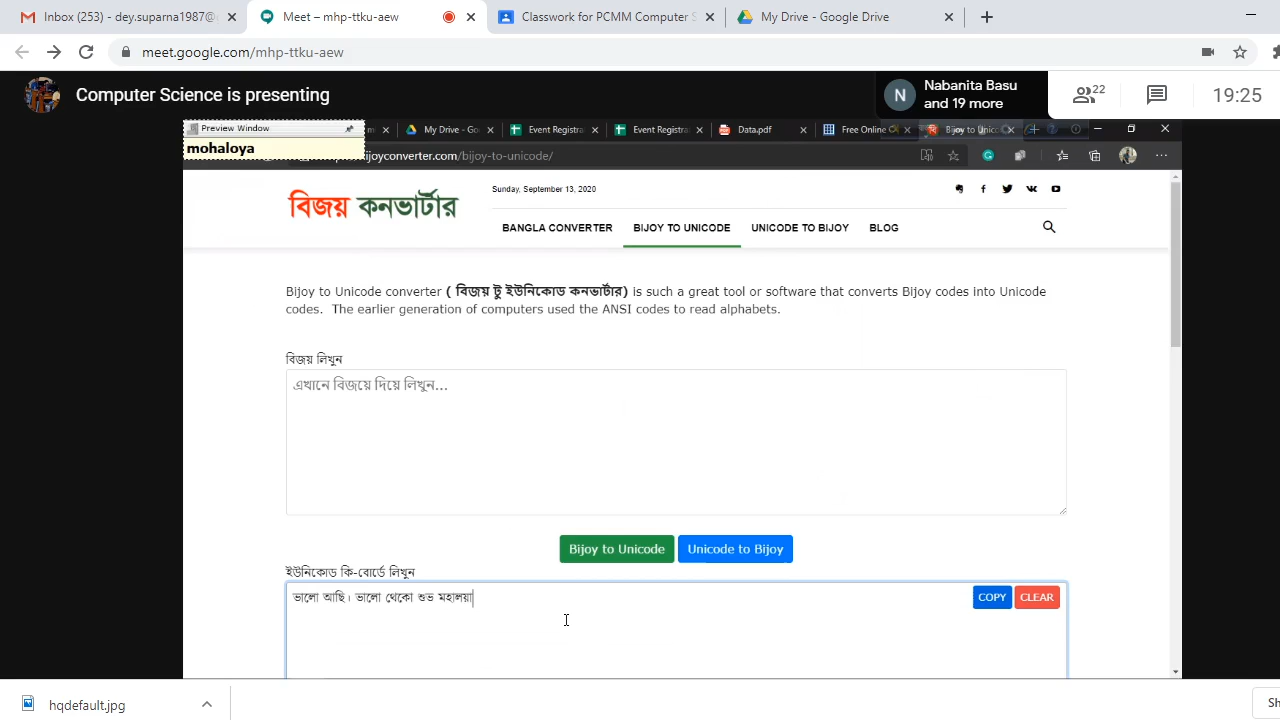 Inbox (253) - dey.suparna1987@
Meet – mhp-ttku-aew
Classwork for PCMM Computer S
My Drive - Google Drive
meet.google.com/mhp-ttku-aew
Computer Science is presenting
N
Nabanita Basu
and 19 more
22
19:25
Preview Window
mohaloya
My Drive - Go
Event Registra
Event Registra
Data.pdf
Free Online
Bijoy to Unic
ijoyconverter.com/bijoy-to-unicode/
বিজয় কনভার্টার
Sunday, September 13, 2020
BANGLA CONVERTER
BIJOY TO UNICODE
UNICODE TO BIJOY
BLOG
Bijoy to Unicode converter ( বিজয় টু ইউনিকোড কনভার্টার) is such a great tool or software that converts Bijoy codes into Unicode
codes. The earlier generation of computers used the ANSI codes to read alphabets.
বিজয় লিখুন
এখানে বিজয়ে দিয়ে লিখুন...
Bijoy to Unicode
Unicode to Bijoy
ইউনিকোড কি-বোর্ডে লিখুন
ভালো আছি। ভালো থেকো শুভ মহালয়া
COPY
CLEAR
hqdefault.jpg
Sh